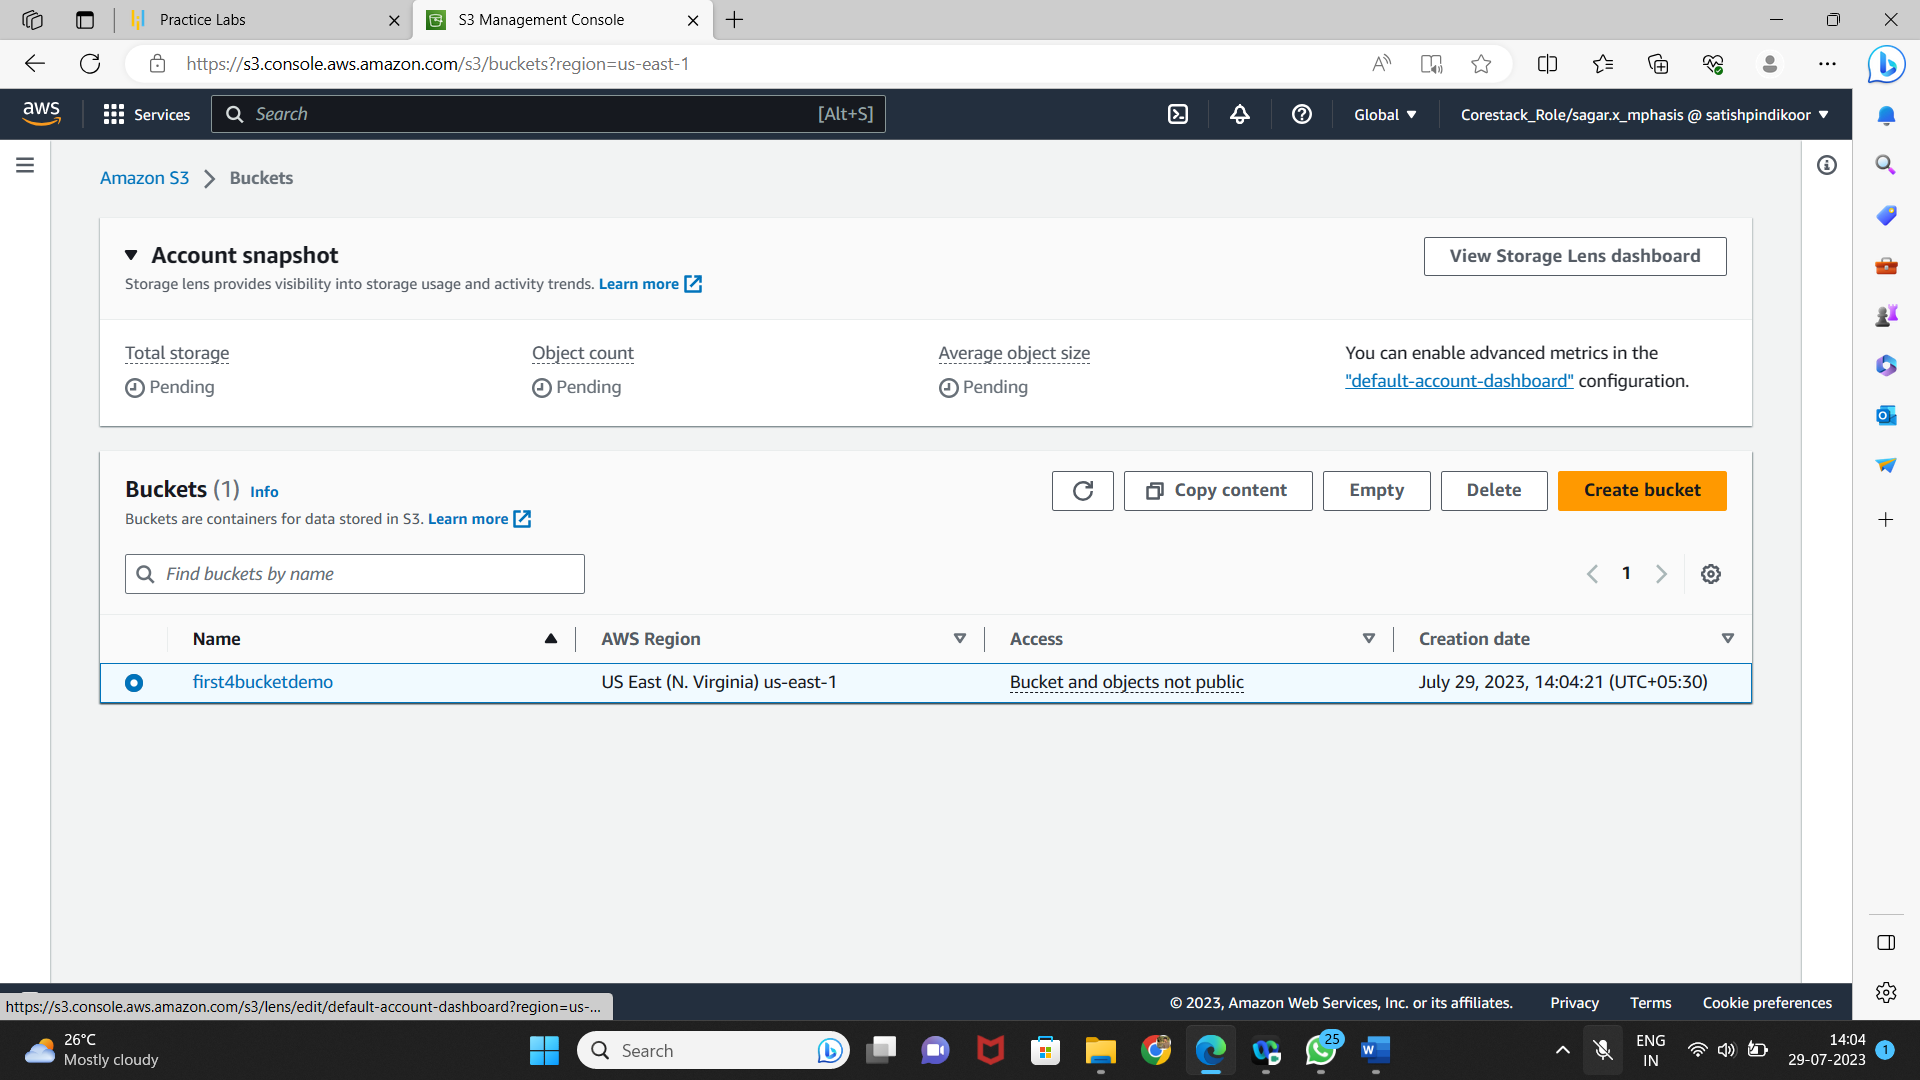 Practice Labs
S3 Management Console
https://s3.console.aws.amazon.com/s3/buckets?region=us-east-1
aws
Services
Search
[Alt+S]
Global
Corestack_Role/sagar.x_mphasis @ satishpindikoor
Amazon S3
Buckets
Account snapshot
View Storage Lens dashboard
Storage lens provides visibility into storage usage and activity trends. Learn more
Total storage
Object count
Average object size
You can enable advanced metrics in the
Pending
Pending
Pending
"default-account-dashboard" configuration.
Buckets (1) Info
Copy content
Empty
Delete
Create bucket
Buckets are containers for data stored in S3. Learn more
Find buckets by name
1
Name
AWS Region
Access
Creation date
first4bucketdemo
US East (N. Virginia) us-east-1
Bucket and objects not public
July 29, 2023, 14:04:21 (UTC+05:30)
https://s3.console.aws.amazon.com/s3/lens/edit/default-account-dashboard?region=us-...
© 2023, Amazon Web Services, Inc. or its affiliates.
Privacy
Terms
Cookie preferences
26°C
Mostly cloudy
Search
25
ENG
IN
14:04
29-07-2023
1